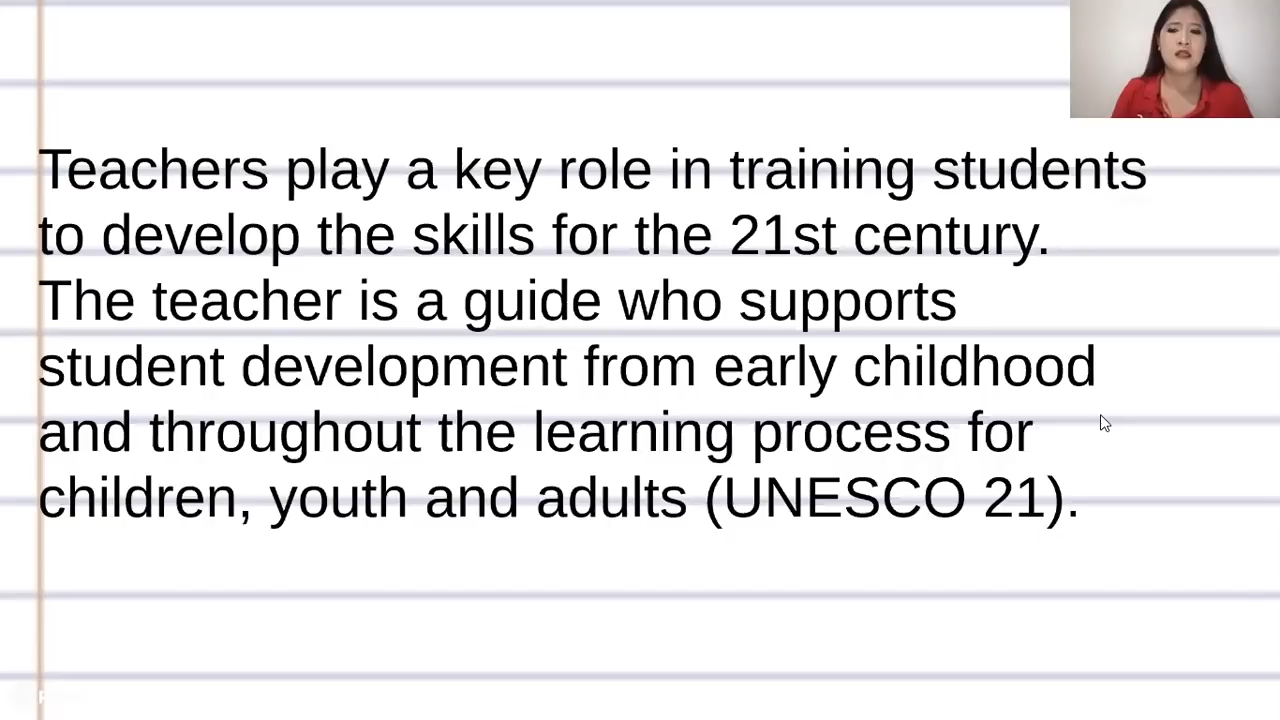 Teachers play a key role in training students
to develop the skills for the 21st century.
The teacher is a guide who supports
student development from early childhood
and throughout the learning process for
children, youth and adults (UNESCO 21).